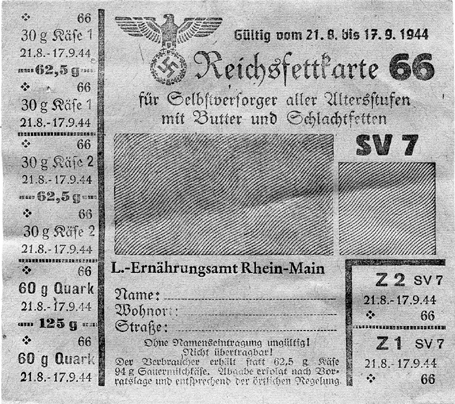 66
30 g Käse 1
21.8.-17.9.44
62,5 g
66
30 g Käse 1
21.8.-17.9.44
66
30 g Käse 2
21.8.-17.9.44
62,5 g
66
30 g Käse 2
21.8.-17.9.44
66
60 g Quark
21.8.-17.9.44
125 g
66
60 g Quark
21.8.-17.9.44
Gültig vom 21. 8. bis 17. 9. 1944
Reichsfettkarte 66
für Selbstversorger aller Altersstufen
mit Butter und Schlachtfetten
SV 7
L.-Ernährungsamt Rhein-Main
Name:
Wohnort:
Straße:
Ohne Namenseintragung ungültig!
Nicht übertragbar!
Der Verbraucher erhält statt 62,5 g Käse
94 g Sauermilchkäse. Abgabe erfolgt nach Vor-
ratslage und entsprechend der örtlichen Regelung
Z 2 SV 7
21.8.-17.9.44
66
Z 1 SV 7
21.8.-17.9.44
66